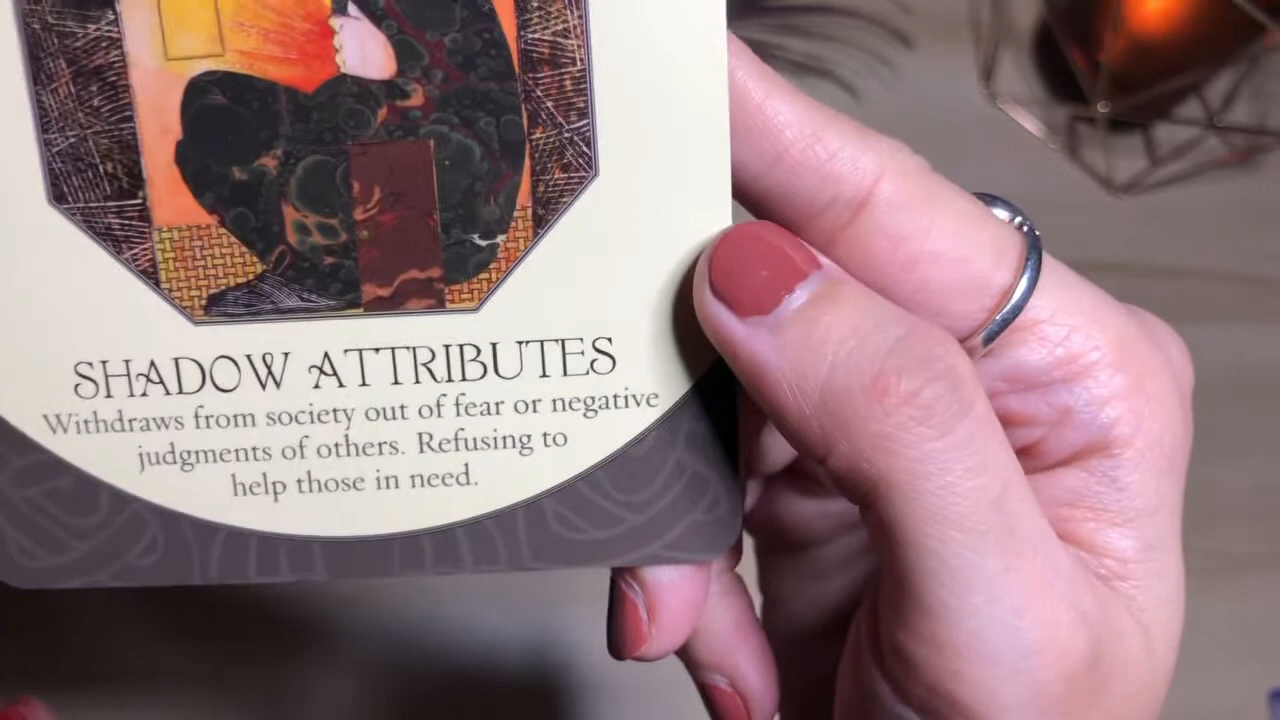 SHADOW ATTRIBUTES
Withdraws from society out of fear or negative
judgments of others. Refusing to
help those in need.